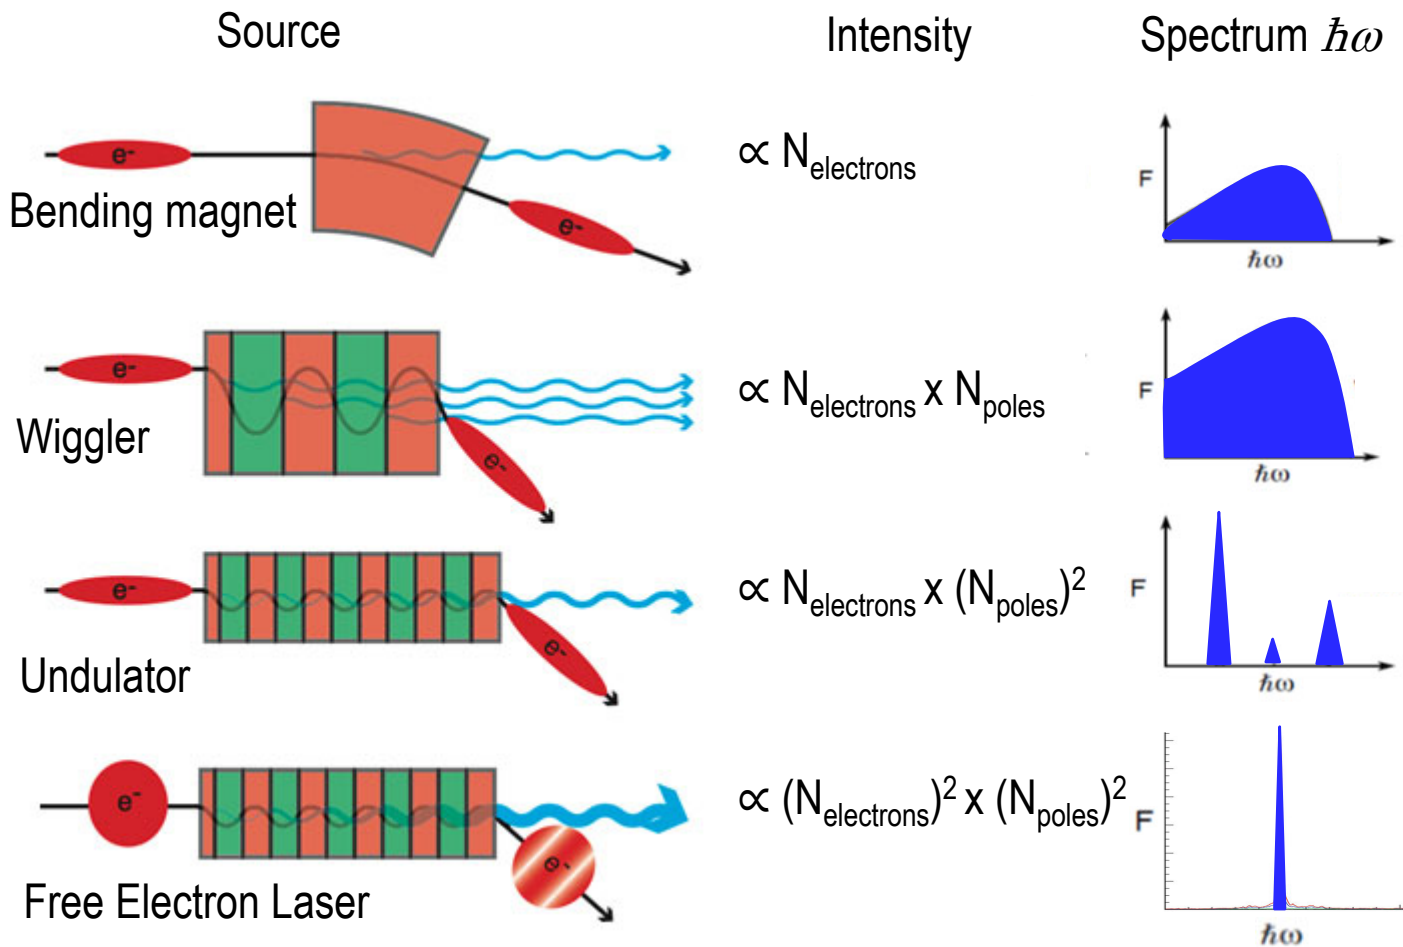 Source Intensity Spectrum ℏω
e-
Bending magnet
e-
∝ N_electrons
F
ℏω
e-
Wiggler
e-
∝ N_electrons x N_poles
F
ℏω
e-
Undulator
e-
∝ N_electrons x (N_poles)²
F
ℏω
e-
Free Electron Laser
e-
∝ (N_electrons)² x (N_poles)²
F
ℏω